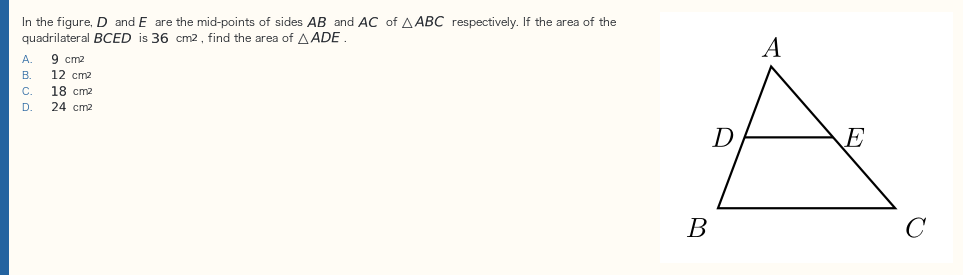 In the figure, D and E are the mid-points of sides AB and AC of △ABC respectively. If the area of the
quadrilateral BCED is 36 cm2 , find the area of △ADE .
A. 9 cm2
B. 12 cm2
C. 18 cm2
D. 24 cm2
A
D E
B C